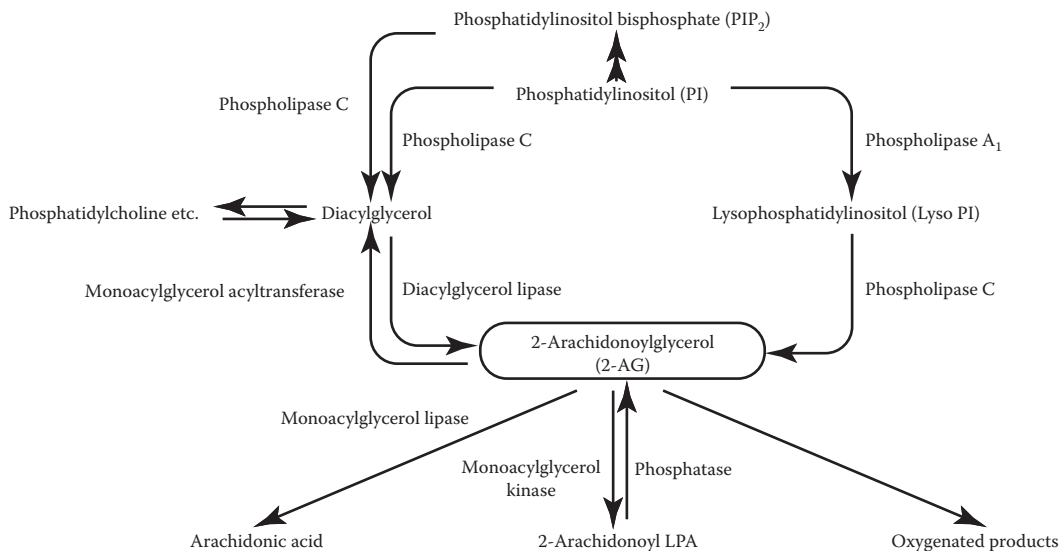 Phosphatidylinositol bisphosphate (PIP₂)
Phosphatidylinositol (PI)
Phospholipase C
Phospholipase C
Phospholipase A₁
Phosphatidylcholine etc.
Diacylglycerol
Lysophosphatidylinositol (Lyso PI)
Monoacylglycerol acyltransferase
Diacylglycerol lipase
Phospholipase C
2-Arachidonoylglycerol
(2-AG)
Monoacylglycerol lipase
Monoacylglycerol
kinase
Phosphatase
Arachidonic acid
2-Arachidonoyl LPA
Oxygenated products